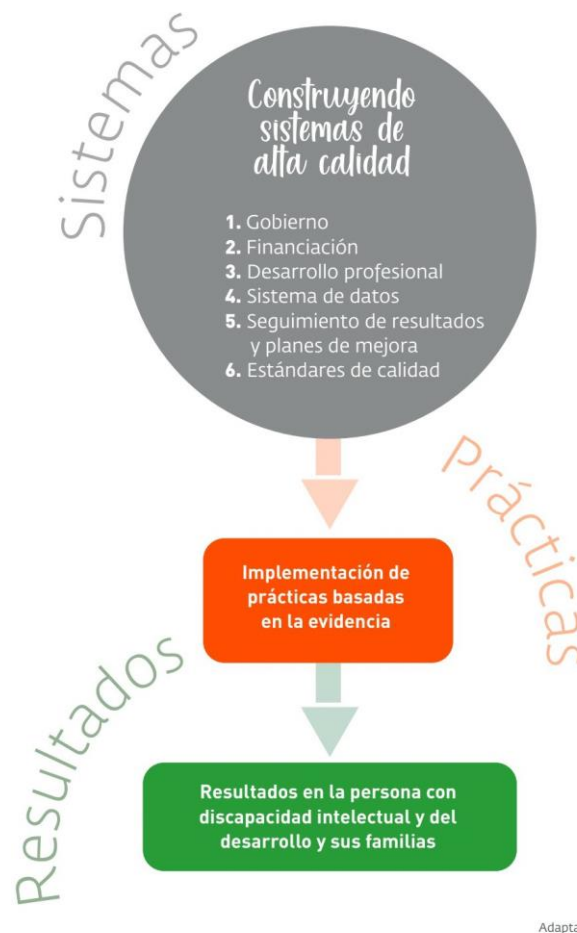 Sistemas
Construyendo
sistemas de
alta calidad
1. Gobierno
2. Financiación
3. Desarrollo profesional
4. Sistema de datos
5. Seguimiento de resultados
y planes de mejora
6. Estándares de calidad
Prácticas
Implementación de
prácticas basadas
en la evidencia
Resultados
Resultados en la persona con
discapacidad intelectual y del
desarrollo y sus familias
Adapta